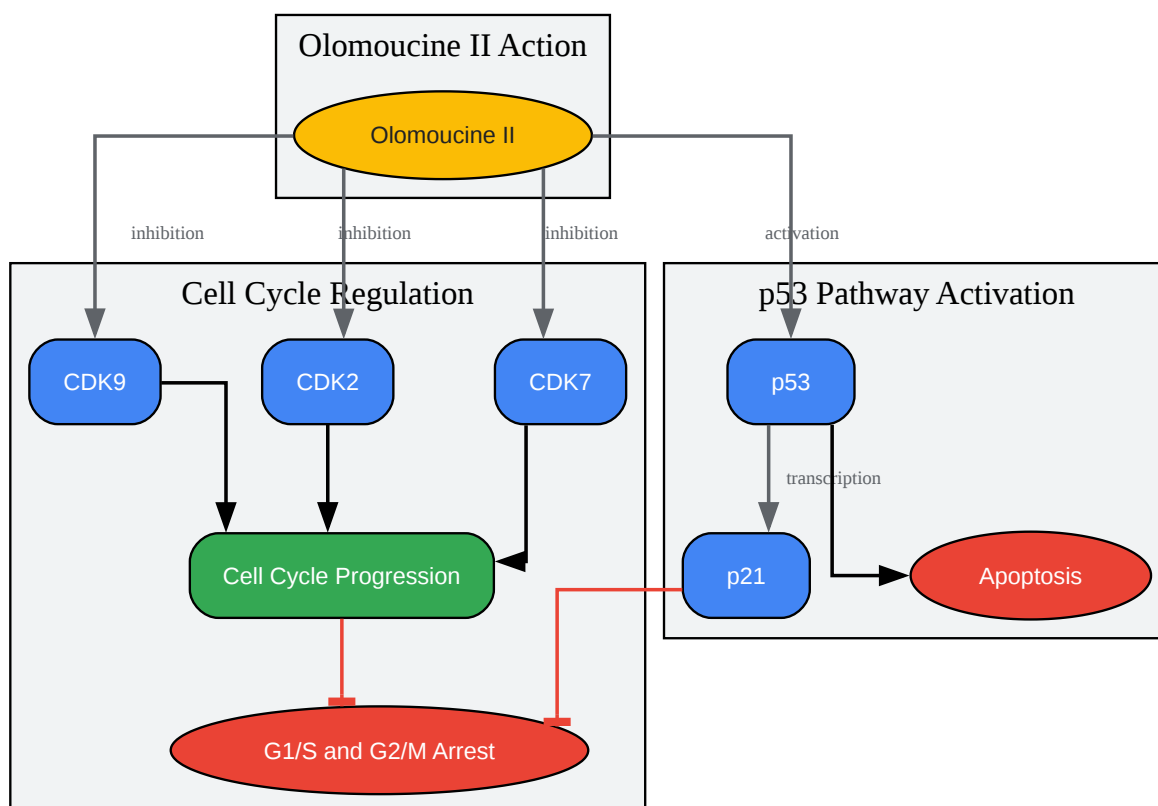 Olomoucine II Action
Olomoucine II
inhibition
inhibition
inhibition
activation
Cell Cycle Regulation
p53 Pathway Activation
CDK9
CDK2
CDK7
p53
transcription
Cell Cycle Progression
p21
Apoptosis
G1/S and G2/M Arrest